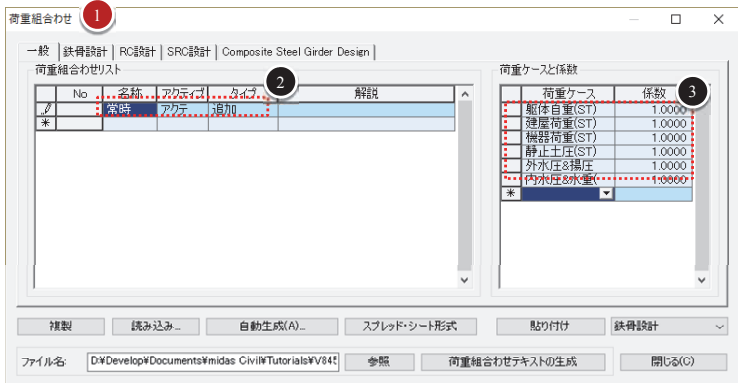 荷重組合わせ 1
一般 鉄骨設計 RC設計 SRC設計 Composite Steel Girder Design
荷重組合わせリスト
2
No 名称 アクティブ タイプ 解説
常時 アクテ 追加
*
荷重ケースと係数
荷重ケース 係数 3
躯体自重(ST) 1.0000
建屋荷重(ST) 1.0000
機器荷重(ST) 1.0000
静止土圧(ST) 1.0000
外水圧&揚圧 1.0000
内水圧&水重( 1.0000
*
複製 読み込み... 自動生成(A)... スプレッド・シート形式 貼り付け 鉄骨設計
ファイル名: D:¥Develop¥Documents¥midas Civil¥Tutorials¥V845 参照 荷重組合わせテキストの生成 閉じる(C)